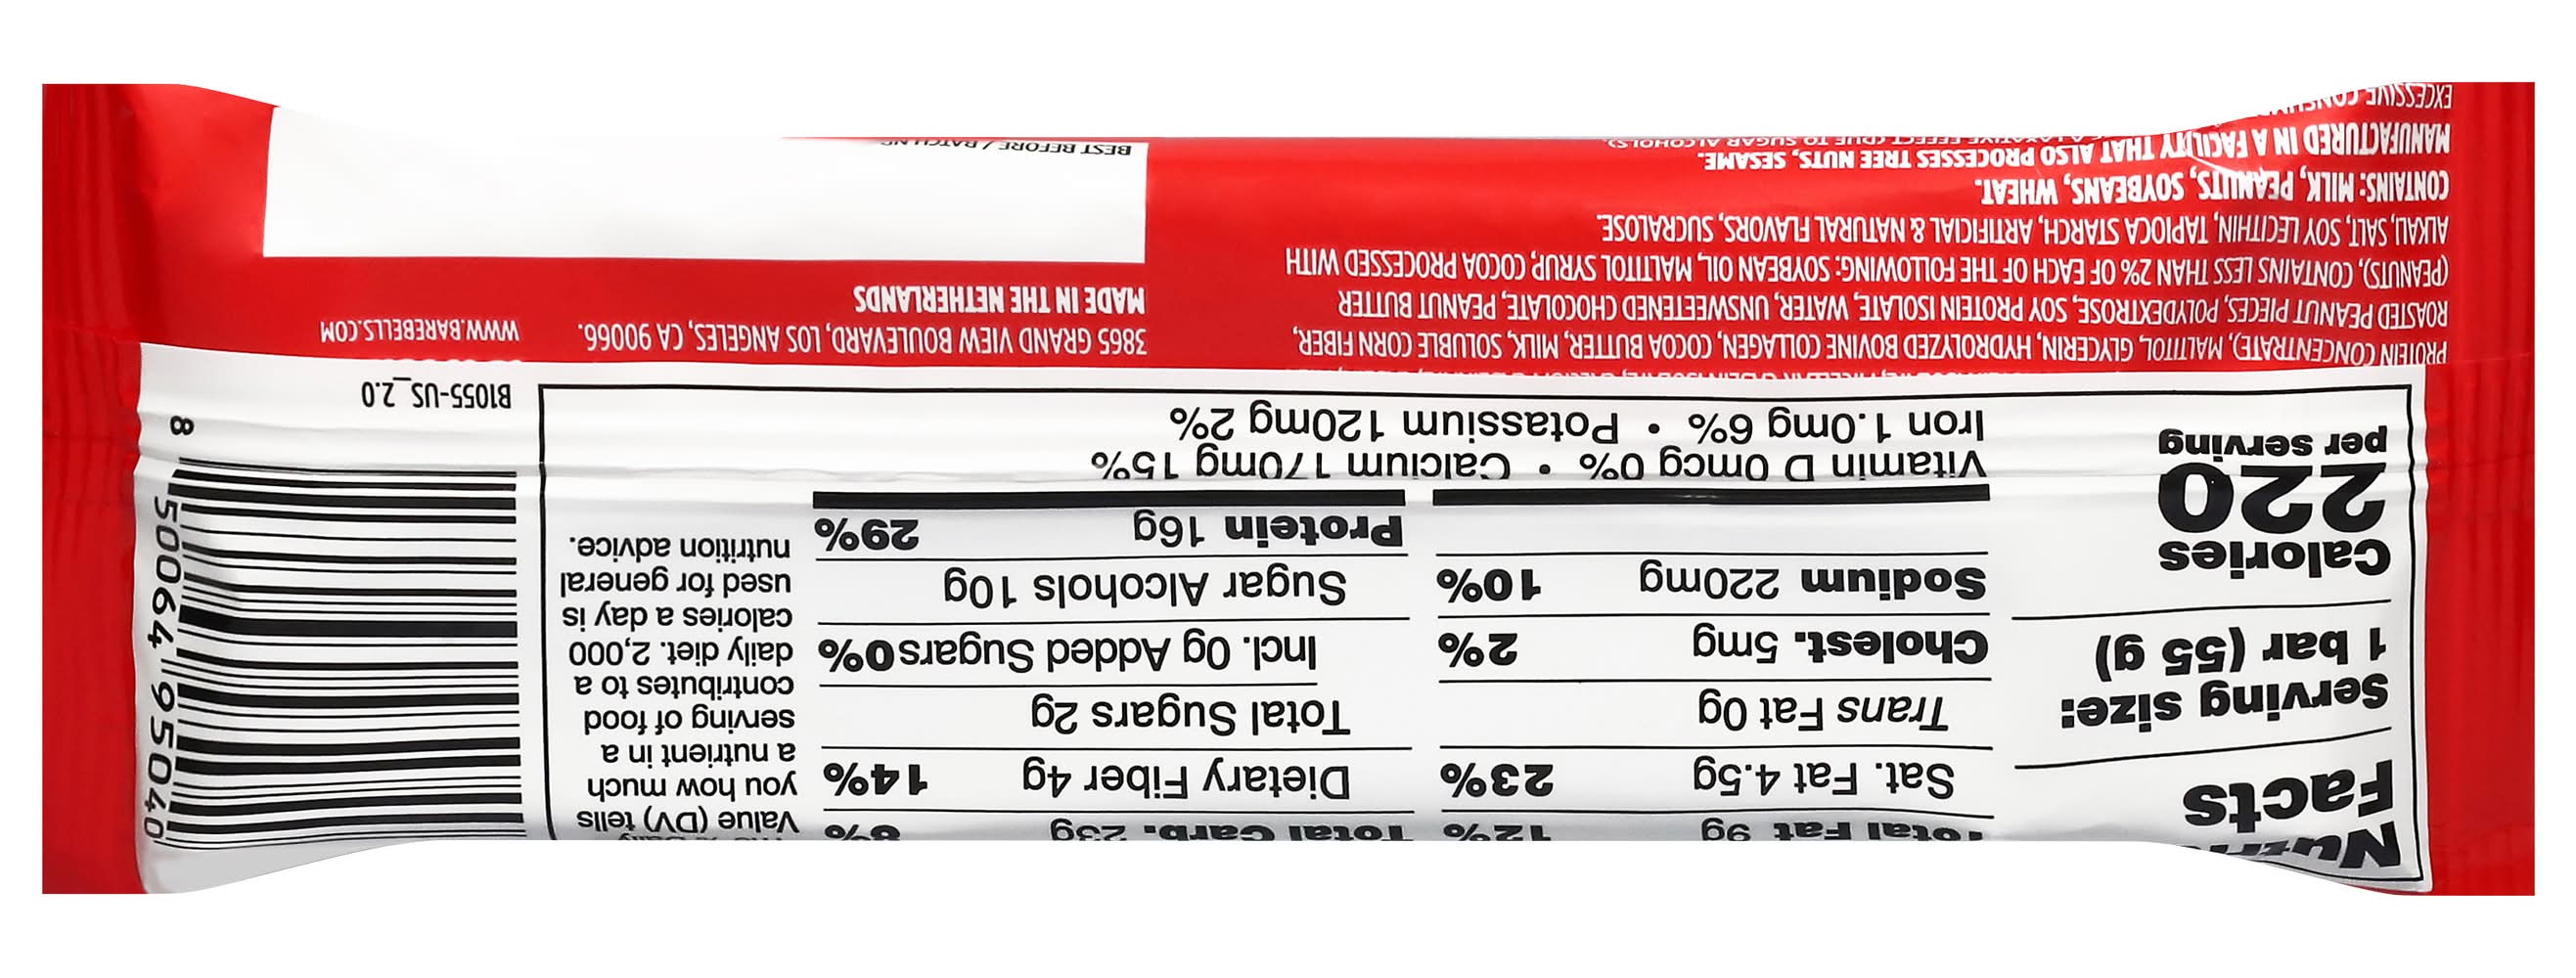 Facts
Serving size:
1 bar (55 g)
Calories
220
per serving
Total Fat 9g 12%
Sat. Fat 4.5g 23%
Trans Fat 0g
Cholest. 5mg 2%
Sodium 220mg 10%
Total Carb. 23g 8%
Dietary Fiber 4g 14%
Total Sugars 2g
Incl. 0g Added Sugars 0%
Sugar Alcohols 10g
Protein 16g 29%
Vitamin D 0mcg 0% • Calcium 170mg 15%
Iron 1.0mg 6% • Potassium 120mg 2%
Value (DV) tells
you how much
a nutrient in a
serving of food
contributes to a
daily diet. 2,000
calories a day is
used for general
nutrition advice.
8 50064 95040
B1055-US_2.0
PROTEIN CONCENTRATE), MALTITOL, GLYCERIN, HYDROLYZED BOVINE COLLAGEN, COCOA BUTTER, MILK, SOLUBLE CORN FIBER,
ROASTED PEANUT PIECES, POLYDEXTROSE, SOY PROTEIN ISOLATE, WATER, UNSWEETENED CHOCOLATE, PEANUT BUTTER
(PEANUTS), CONTAINS LESS THAN 2% OF EACH OF THE FOLLOWING: SOYBEAN OIL, MALTITOL SYRUP, COCOA PROCESSED WITH
ALKALI, SALT, SOY LECITHIN, TAPIOCA STARCH, ARTIFICIAL & NATURAL FLAVORS, SUCRALOSE
CONTAINS: MILK, PEANUTS, SOYBEANS, WHEAT.
MANUFACTURED IN A FACILITY THAT ALSO PROCESSES TREE NUTS, SESAME.
EXCESSIVE A LAXATIVE EFFECT (DUE TO SUGAR ALCOHOLS).
3865 GRAND VIEW BOULEVARD, LOS ANGELES, CA 90066.
MADE IN THE NETHERLANDS
WWW.BAREBELLS.COM
BEST BEFORE / BATCH